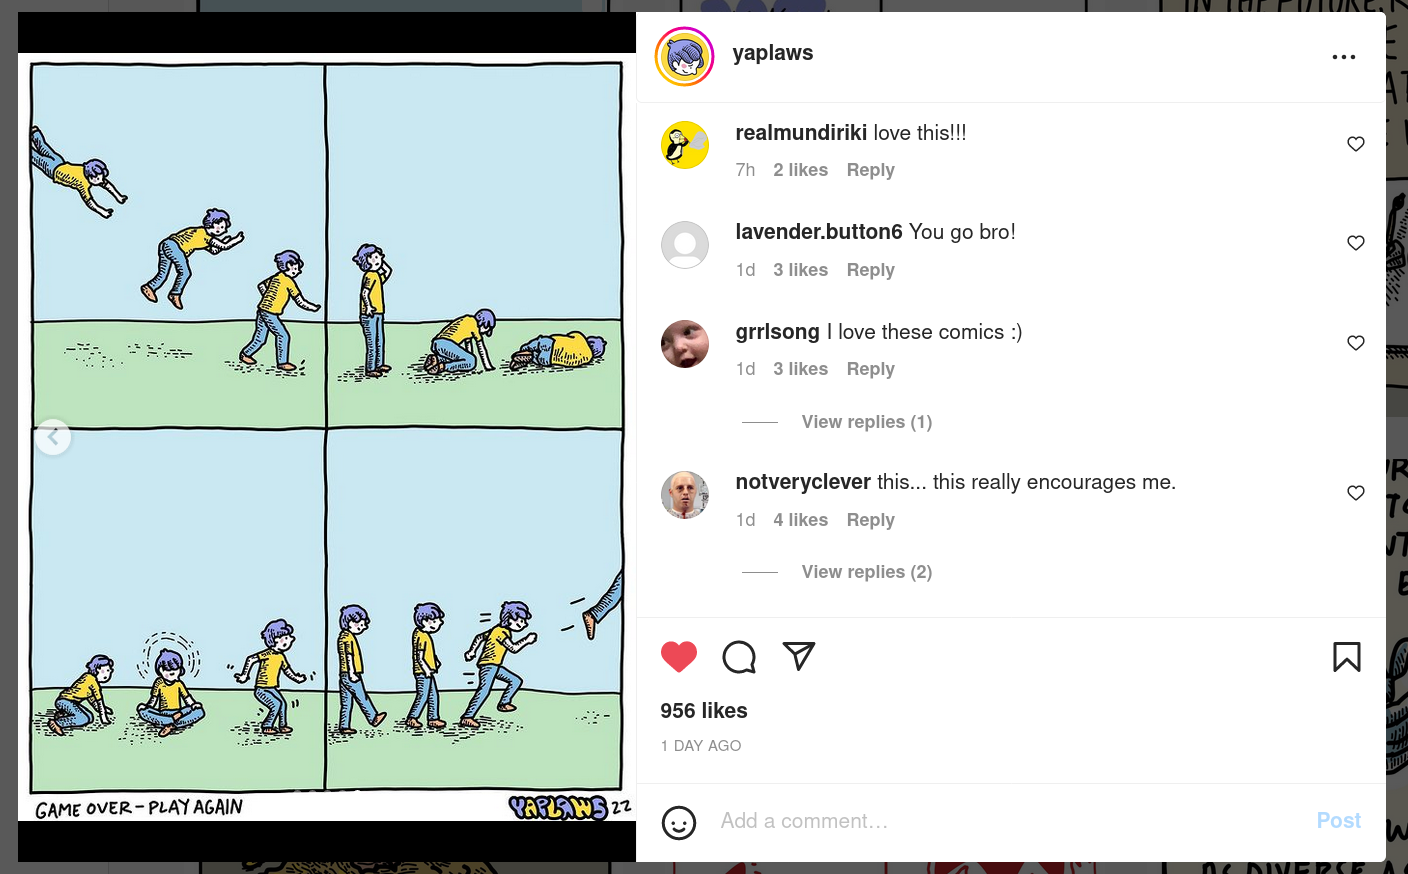 yaplaws
realmundiriki love this!!!
7h 2 likes Reply
lavender.button6 You go bro!
1d 3 likes Reply
grrlsong I love these comics :)
1d 3 likes Reply
View replies (1)
notveryclever this... this really encourages me.
1d 4 likes Reply
View replies (2)
956 likes
1 DAY AGO
Add a comment...
Post
GAME OVER - PLAY AGAIN
YAPLAWS 22